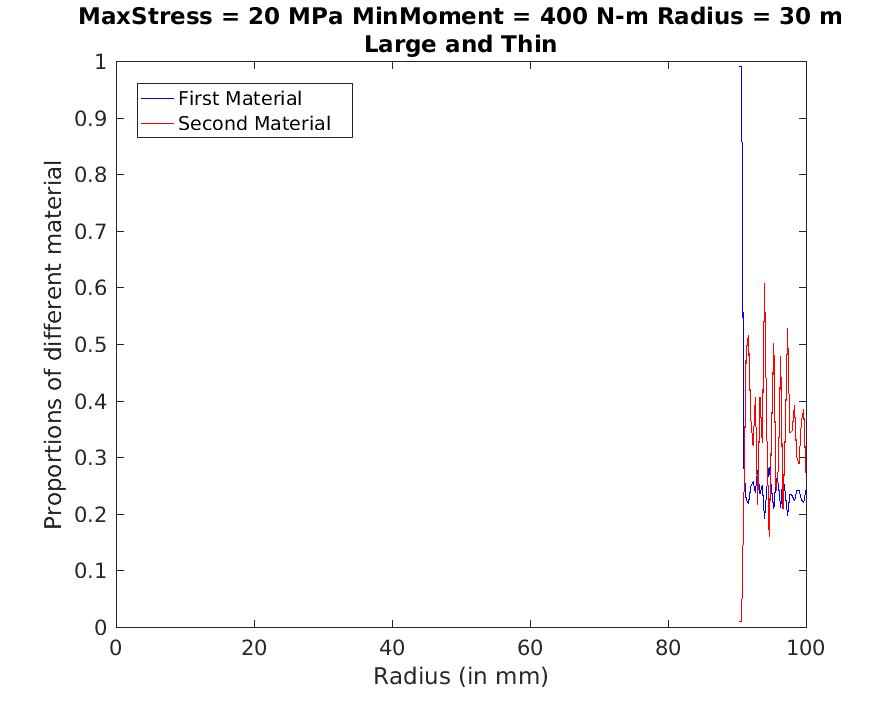 MaxStress = 20 MPa MinMoment = 400 N-m Radius = 30 m
Large and Thin
1
First Material
Second Material
0.9
0.8
0.7
0.6
0.5
0.4
0.3
0.2
0.1
0
Proportions of different material
0
20
40
60
80
100
Radius (in mm)